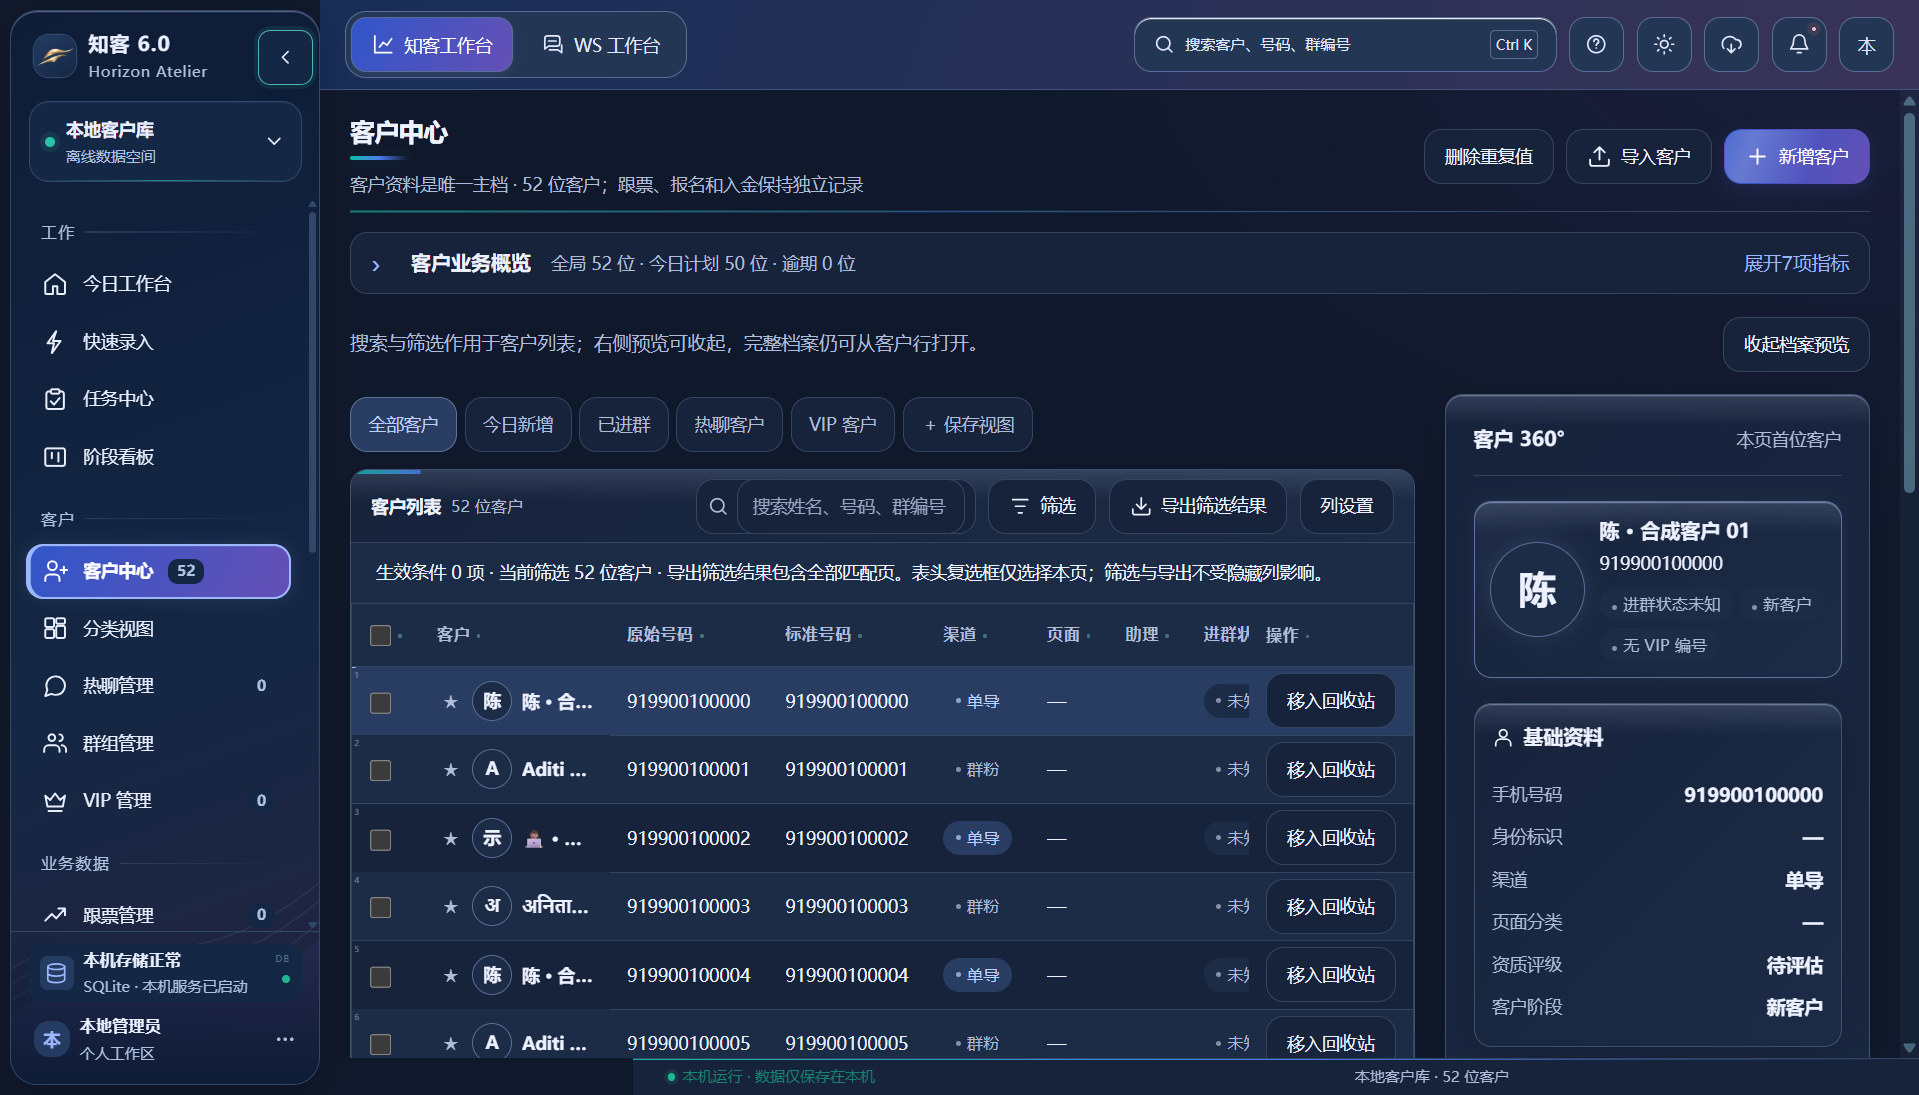 知客 6.0
Horizon Atelier
本地客户库
离线数据空间
工作
今日工作台
快速录入
任务中心
阶段看板
客户
客户中心 52
分类视图
热聊管理 0
群组管理
VIP 管理 0
业务数据
跟票管理 0
本机存储正常 DB
SQLite · 本机服务已启动
本 本地管理员
个人工作区
知客工作台 WS 工作台
搜索客户、号码、群编号 Ctrl K
本
客户中心
客户资料是唯一主档 · 52 位客户；跟票、报名和入金保持独立记录
删除重复值 导入客户 新增客户
客户业务概览 全局 52 位 · 今日计划 50 位 · 逾期 0 位 展开7项指标
搜索与筛选作用于客户列表；右侧预览可收起，完整档案仍可从客户行打开。
收起档案预览
全部客户 今日新增 已进群 热聊客户 VIP 客户 + 保存视图
客户列表 52 位客户 搜索姓名、号码、群编号 筛选 导出筛选结果 列设置
生效条件 0 项 · 当前筛选 52 位客户 · 导出筛选结果包含全部匹配页。表头复选框仅选择本页；筛选与导出不受隐藏列影响。
客户 原始号码 标准号码 渠道 页面 助理 进群状 操作
1 ★ 陈 陈 • 合... 919900100000 919900100000 • 单导 — • 未知 移入回收站
2 ★ A Aditi ... 919900100001 919900100001 • 群粉 — • 未知 移入回收站
3 ★ 示 • ... 919900100002 919900100002 • 单导 — • 未知 移入回收站
4 ★ अ अनिता... 919900100003 919900100003 • 群粉 — • 未知 移入回收站
5 ★ 陈 陈 • 合... 919900100004 919900100004 • 单导 — • 未知 移入回收站
6 ★ A Aditi ... 919900100005 919900100005 • 群粉 — • 未知 移入回收站
客户 360° 本页首位客户
陈
陈 • 合成客户 01
919900100000
• 进群状态未知 • 新客户
• 无 VIP 编号
基础资料
手机号码 919900100000
身份标识 —
渠道 单导
页面分类 —
资质评级 待评估
客户阶段 新客户
本机运行 · 数据仅保存在本机
本地客户库 · 52 位客户